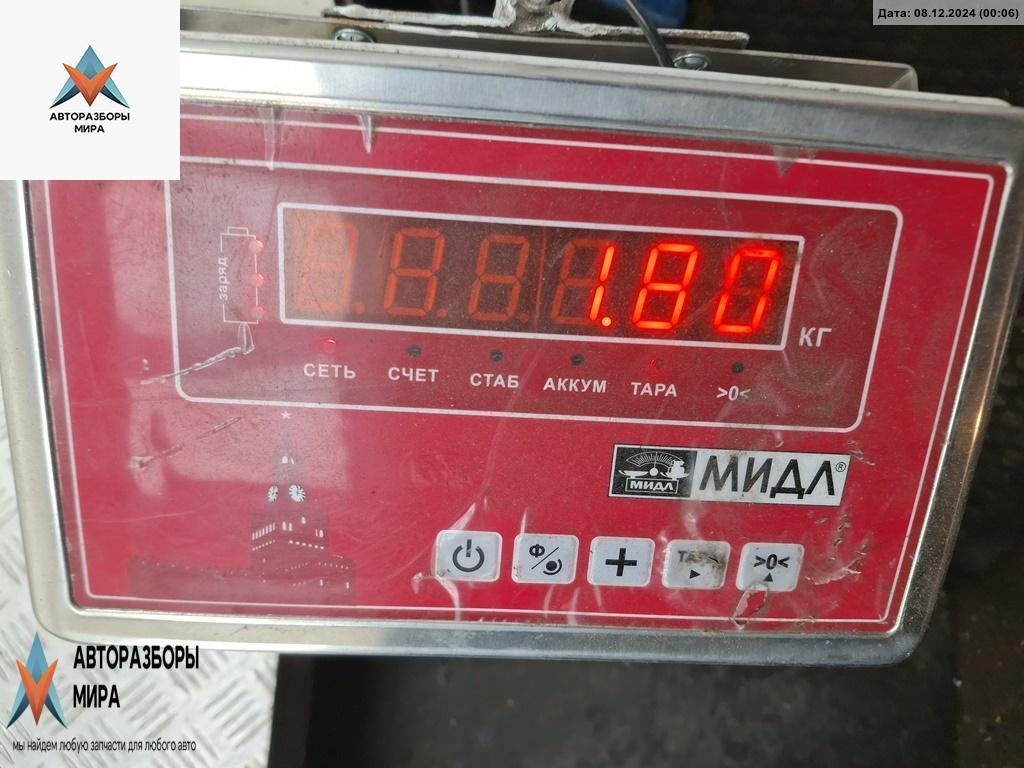 Дата: 08.12.2024 (00:06)
АВТОРАЗБОРЫ
МИРА
заряд
1.80
КГ
СЕТЬ СЧЕТ СТАБ АККУМ ТАРА >0<
МИДЛ МИДЛ®
Ф >0<
АВТОРАЗБОРЫ
МИРА
мы найдем любую запчасти для любого авто